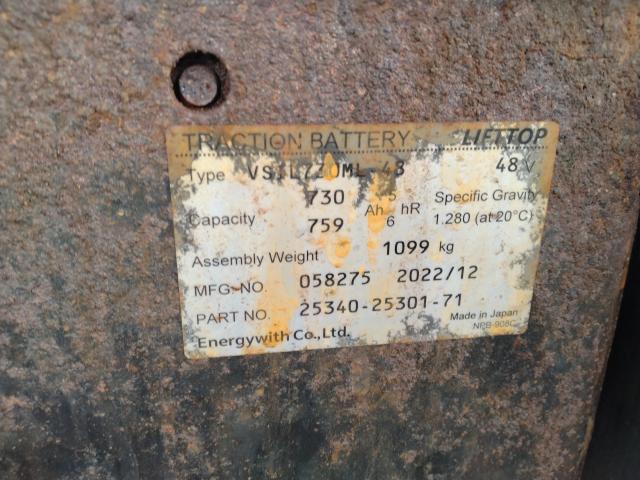 TRACTION BATTERY LIFTTOP
Type 48 V
730 5
Capacity Ah hR
759 6
Specific Gravity
1.280 (at 20°C)
Assembly Weight 1099 kg
MFG-NO. 058275 2022/12
PART NO. 25340-25301-71
Made in Japan
Energywith Co.,Ltd.